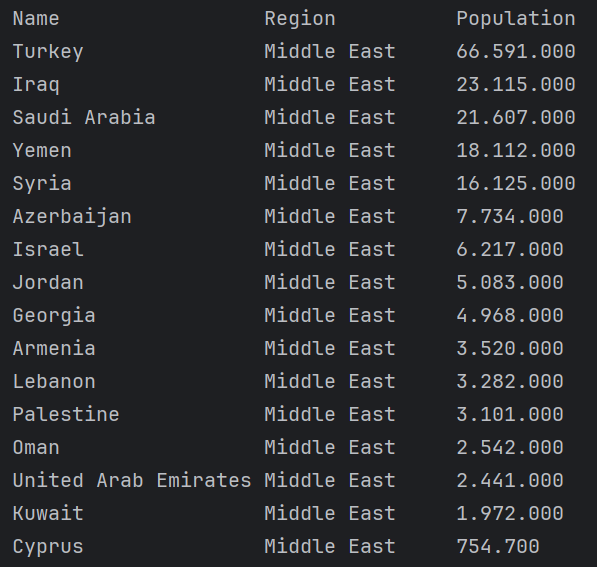 Name Region Population
Turkey Middle East 66.591.000
Iraq Middle East 23.115.000
Saudi Arabia Middle East 21.607.000
Yemen Middle East 18.112.000
Syria Middle East 16.125.000
Azerbaijan Middle East 7.734.000
Israel Middle East 6.217.000
Jordan Middle East 5.083.000
Georgia Middle East 4.968.000
Armenia Middle East 3.520.000
Lebanon Middle East 3.282.000
Palestine Middle East 3.101.000
Oman Middle East 2.542.000
United Arab Emirates Middle East 2.441.000
Kuwait Middle East 1.972.000
Cyprus Middle East 754.700